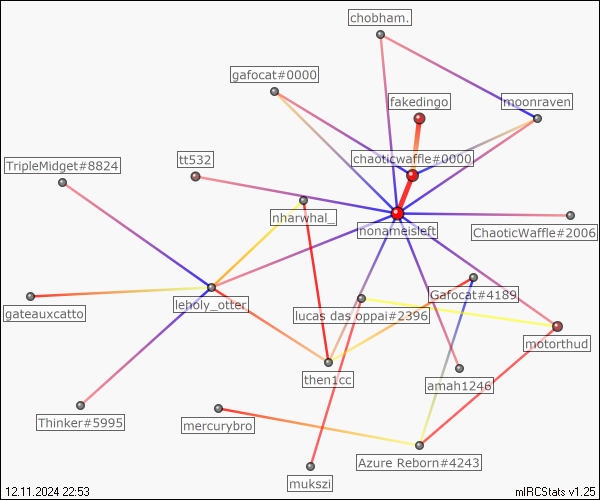 chobham.
gafocat#0000
fakedingo
moonraven
chaoticwaffle#0000
tt532
TripleMidget#8824
nharwhal_
nonameisleft
ChaoticWaffle#2006
Gafocat#4189
leholy_otter
gateauxcatto
lucas das oppai#2396
motorthud
then1cc
amah1246
Thinker#5995
mercurybro
Azure Reborn#4243
mukszi
12.11.2024 22:53
mIRCStats v1.25